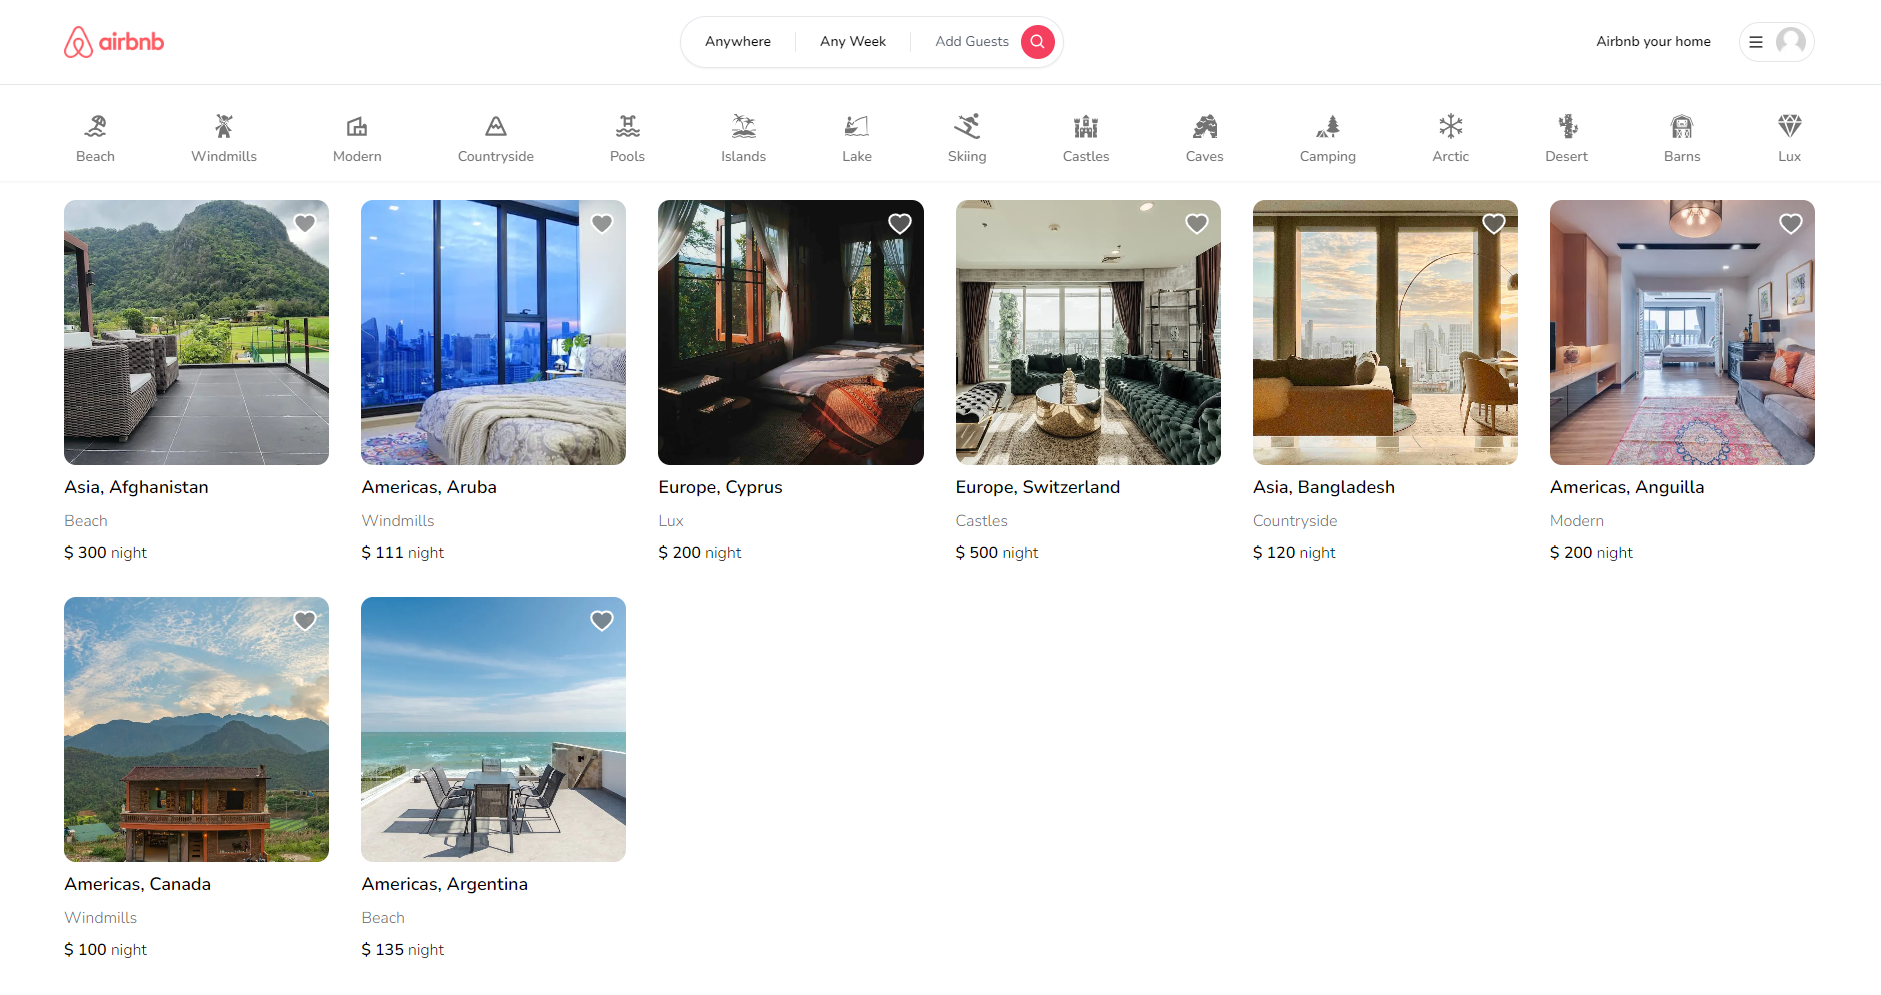 airbnb
Anywhere
Any Week
Add Guests
Airbnb your home
Beach
Windmills
Modern
Countryside
Pools
Islands
Lake
Skiing
Castles
Caves
Camping
Arctic
Desert
Barns
Lux
Asia, Afghanistan
Beach
$ 300 night
Americas, Aruba
Windmills
$ 111 night
Europe, Cyprus
Lux
$ 200 night
Europe, Switzerland
Castles
$ 500 night
Asia, Bangladesh
Countryside
$ 120 night
Americas, Anguilla
Modern
$ 200 night
Americas, Canada
Windmills
$ 100 night
Americas, Argentina
Beach
$ 135 night